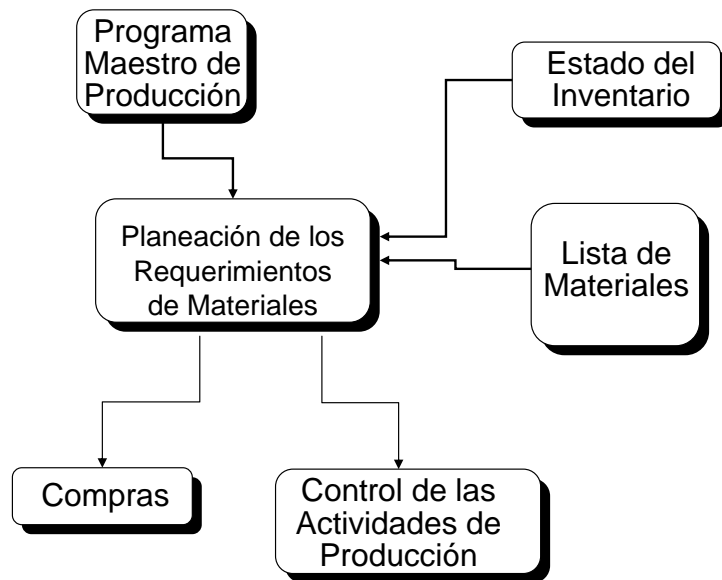 Programa
Maestro de
Producción
Estado del
Inventario
Planeación de los
Requerimientos
de Materiales
Lista de
Materiales
Compras
Control de las
Actividades de
Producción